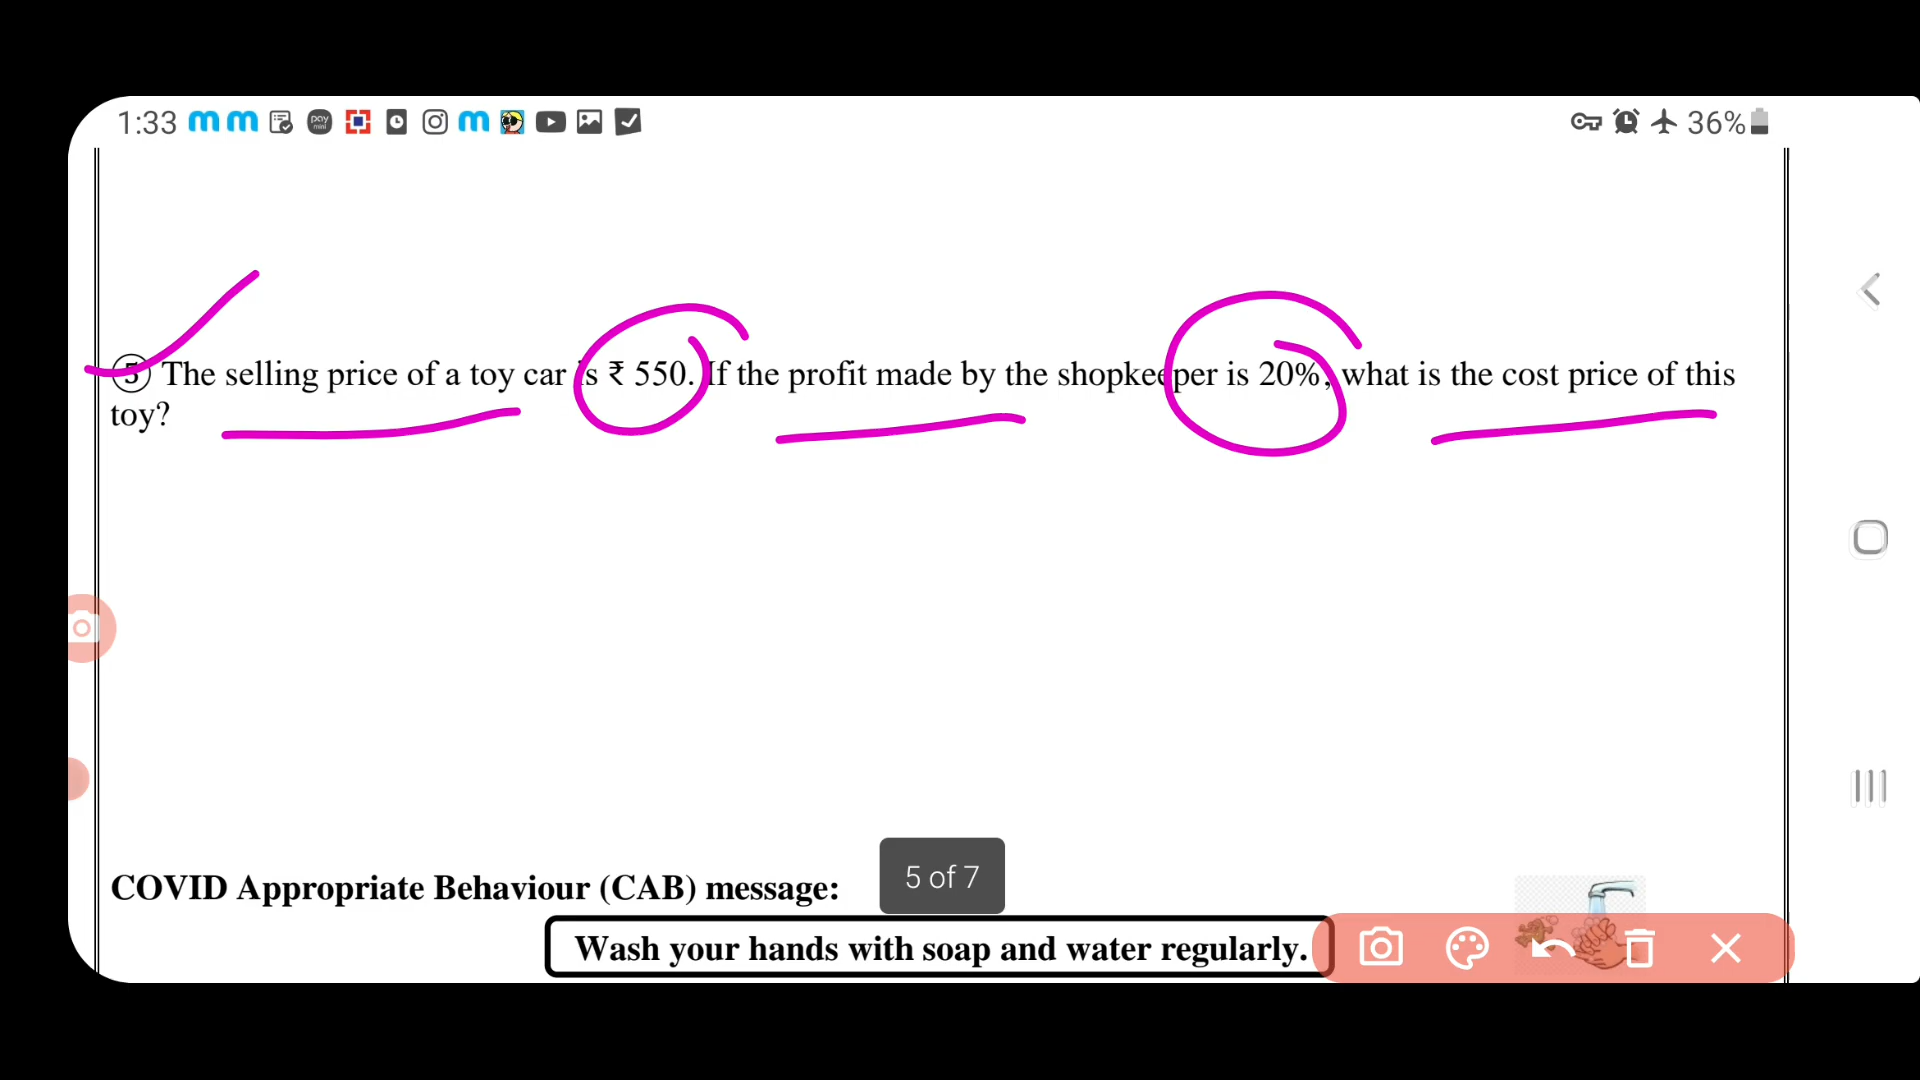 1:33 pay mini 36%
⑤ The selling price of a toy car is ₹ 550. If the profit made by the shopkeeper is 20%, what is the cost price of this
toy?
5 of 7
COVID Appropriate Behaviour (CAB) message:
Wash your hands with soap and water regularly.